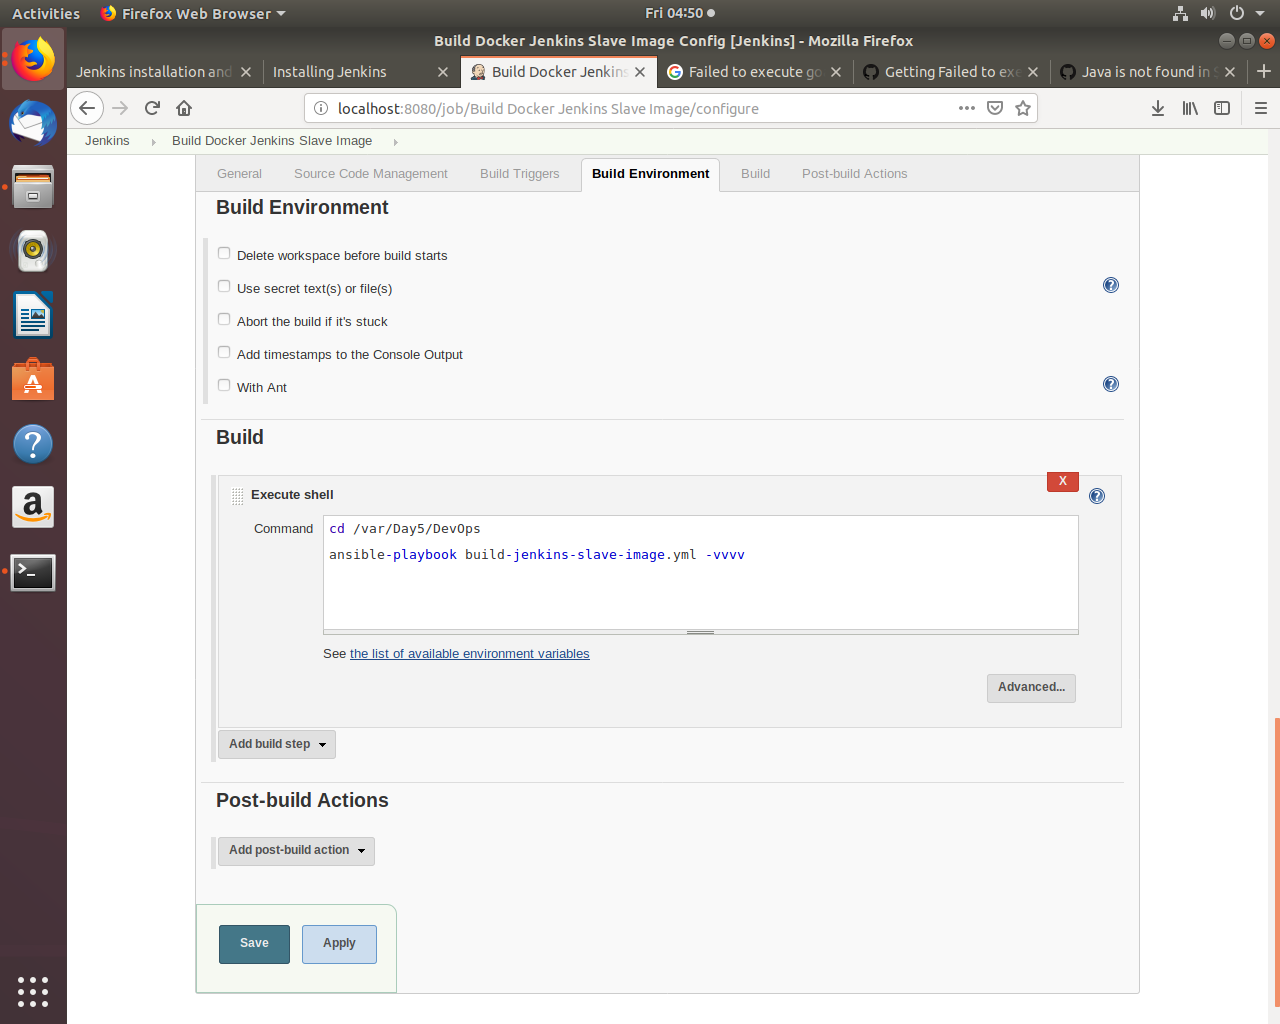 Activities
Firefox Web Browser
Fri 04:50
Build Docker Jenkins Slave Image Config [Jenkins] - Mozilla Firefox
Jenkins installation and
Installing Jenkins
Build Docker Jenkins
Failed to execute go
Getting Failed to exe
Java is not found in S
localhost:8080/job/Build Docker Jenkins Slave Image/configure
Jenkins
Build Docker Jenkins Slave Image
General
Source Code Management
Build Triggers
Build Environment
Build
Post-build Actions
Build Environment
Delete workspace before build starts
Use secret text(s) or file(s)
Abort the build if it's stuck
Add timestamps to the Console Output
With Ant
Build
X
Execute shell
Command
cd /var/Day5/DevOps
ansible-playbook build-jenkins-slave-image.yml -vvvv
See the list of available environment variables
Advanced...
Add build step
Post-build Actions
Add post-build action
Save
Apply